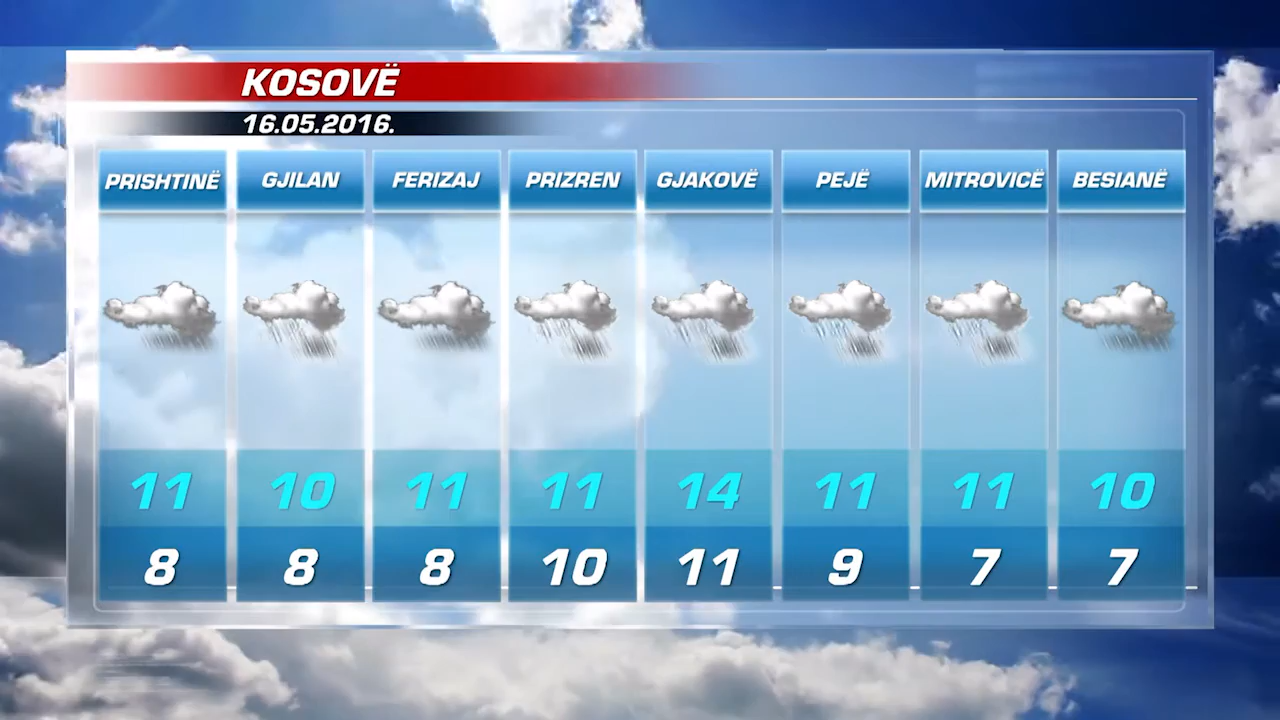 KOSOVË
16.05.2016.
PRISHTINË GJILAN FERIZAJ PRIZREN GJAKOVË PEJË MITROVICË BESIANË
11 10 11 11 14 11 11 10
8 8 8 10 11 9 7 7